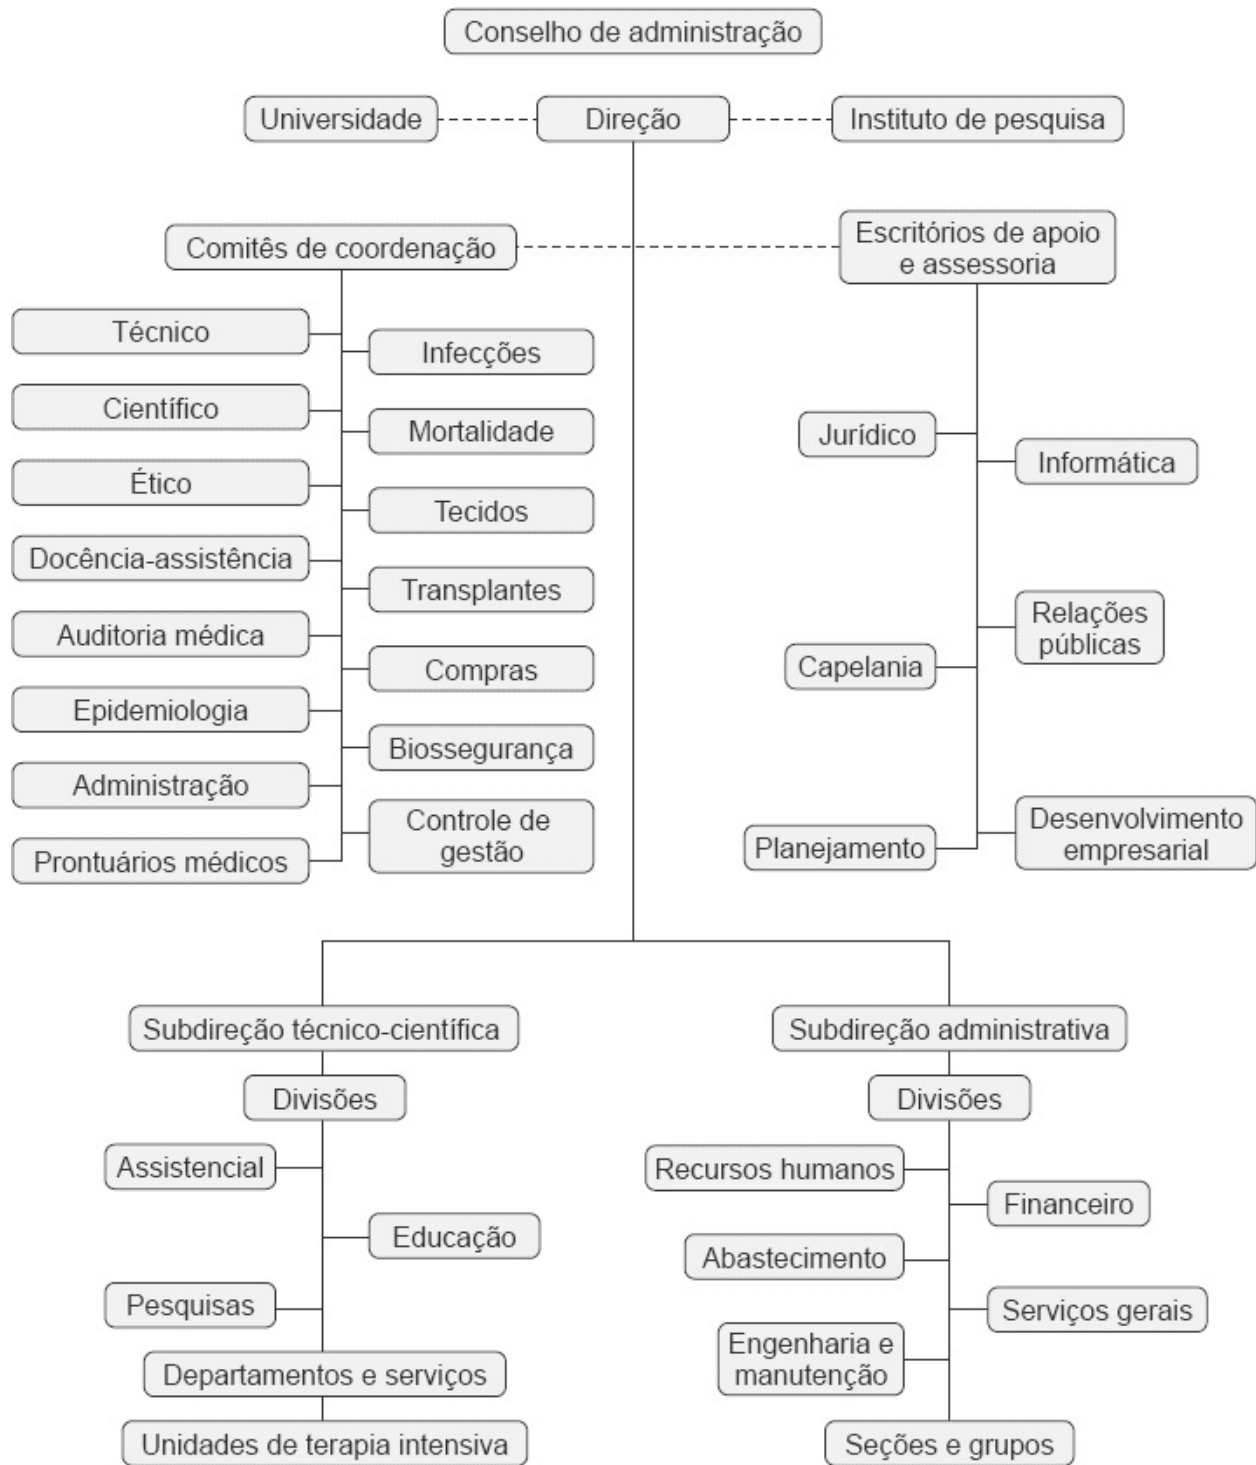 Conselho de administração
Universidade
Direção
Instituto de pesquisa
Comitês de coordenação
Escritórios de apoio
e assessoria
Técnico
Infecções
Científico
Mortalidade
Ético
Tecidos
Docência-assistência
Transplantes
Auditoria médica
Compras
Epidemiologia
Biossegurança
Administração
Controle de
gestão
Prontuários médicos
Jurídico
Informática
Relações
públicas
Capelania
Desenvolvimento
empresarial
Planejamento
Subdireção técnico-científica
Divisões
Assistencial
Educação
Pesquisas
Departamentos e serviços
Unidades de terapia intensiva
Subdireção administrativa
Divisões
Recursos humanos
Financeiro
Abastecimento
Serviços gerais
Engenharia e
manutenção
Seções e grupos